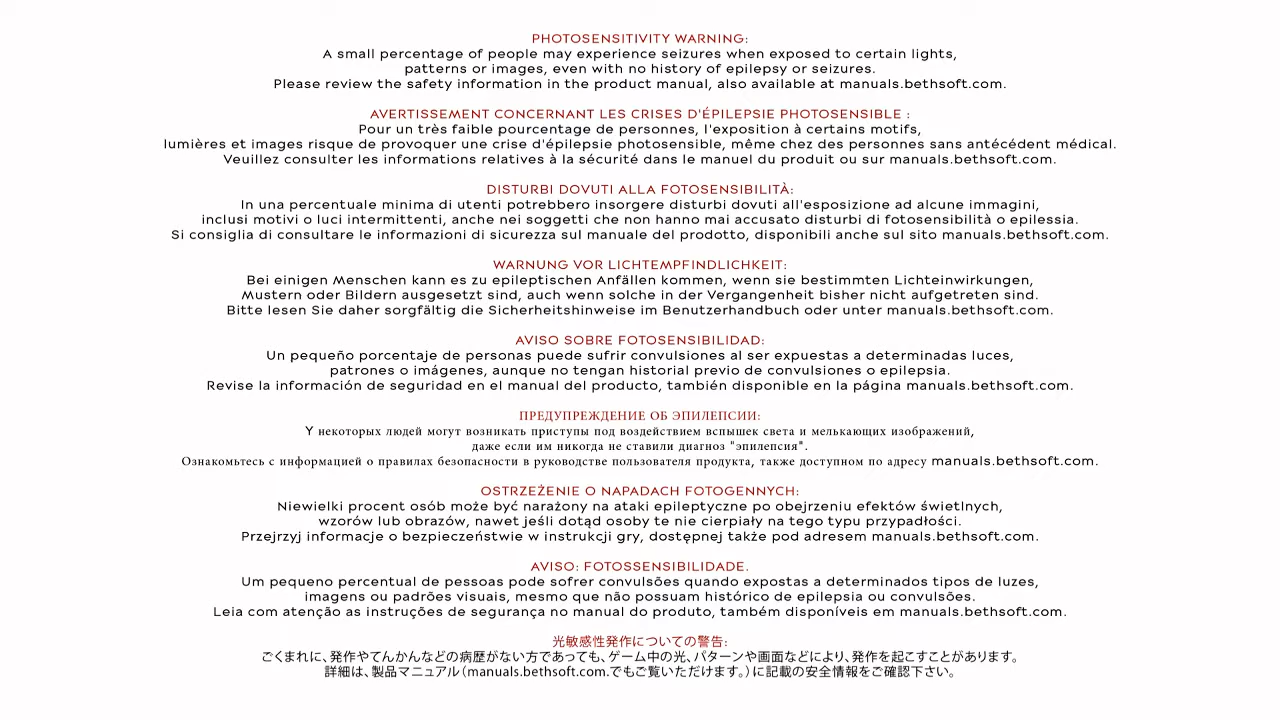 PHOTOSENSITIVITY WARNING:
A small percentage of people may experience seizures when exposed to certain lights,
patterns or images, even with no history of epilepsy or seizures.
Please review the safety information in the product manual, also available at manuals.bethsoft.com.
AVERTISSEMENT CONCERNANT LES CRISES D'ÉPILEPSIE PHOTOSENSIBLE :
Pour un très faible pourcentage de personnes, l'exposition à certains motifs,
lumières et images risque de provoquer une crise d'épilepsie photosensible, même chez des personnes sans antécédent médical.
Veuillez consulter les informations relatives à la sécurité dans le manuel du produit ou sur manuals.bethsoft.com.
DISTURBI DOVUTI ALLA FOTOSENSIBILITÀ:
In una percentuale minima di utenti potrebbero insorgere disturbi dovuti all'esposizione ad alcune immagini,
inclusi motivi o luci intermittenti, anche nei soggetti che non hanno mai accusato disturbi di fotosensibilità o epilessia.
Si consiglia di consultare le informazioni di sicurezza sul manuale del prodotto, disponibili anche sul sito manuals.bethsoft.com.
WARNUNG VOR LICHTEMPFINDLICHKEIT:
Bei einigen Menschen kann es zu epileptischen Anfällen kommen, wenn sie bestimmten Lichteinwirkungen,
Mustern oder Bildern ausgesetzt sind, auch wenn solche in der Vergangenheit bisher nicht aufgetreten sind.
Bitte lesen Sie daher sorgfältig die Sicherheitshinweise im Benutzerhandbuch oder unter manuals.bethsoft.com.
AVISO SOBRE FOTOSENSIBILIDAD:
Un pequeño porcentaje de personas puede sufrir convulsiones al ser expuestas a determinadas luces,
patrones o imágenes, aunque no tengan historial previo de convulsiones o epilepsia.
Revise la información de seguridad en el manual del producto, también disponible en la página manuals.bethsoft.com.
ПРЕДУПРЕЖДЕНИЕ ОБ ЭПИЛЕПСИИ:
У некоторых людей могут возникать приступы под воздействием вспышек света и мелькающих изображений,
даже если им никогда не ставили диагноз "эпилепсия".
Ознакомьтесь с информацией о правилах безопасности в руководстве пользователя продукта, также доступном по адресу manuals.bethsoft.com.
OSTRZEŻENIE O NAPADACH FOTOGENNYCH:
Niewielki procent osób może być narażony na ataki epileptyczne po obejrzeniu efektów świetlnych,
wzorów lub obrazów, nawet jeśli dotąd osoby te nie cierpiały na tego typu przypadłości.
Przejrzyj informacje o bezpieczeństwie w instrukcji gry, dostępnej także pod adresem manuals.bethsoft.com.
AVISO: FOTOSSENSIBILIDADE.
Um pequeno percentual de pessoas pode sofrer convulsões quando expostas a determinados tipos de luzes,
imagens ou padrões visuais, mesmo que não possuam histórico de epilepsia ou convulsões.
Leia com atenção as instruções de segurança no manual do produto, também disponíveis em manuals.bethsoft.com.
光敏感性発作についての警告:
ごくまれに、発作やてんかんなどの病歴がない方であっても、ゲーム中の光、パターンや画面などにより、発作を起こすことがあります。
詳細は、製品マニュアル（manuals.bethsoft.com.でもご覧いただけます。）に記載の安全情報をご確認下さい。